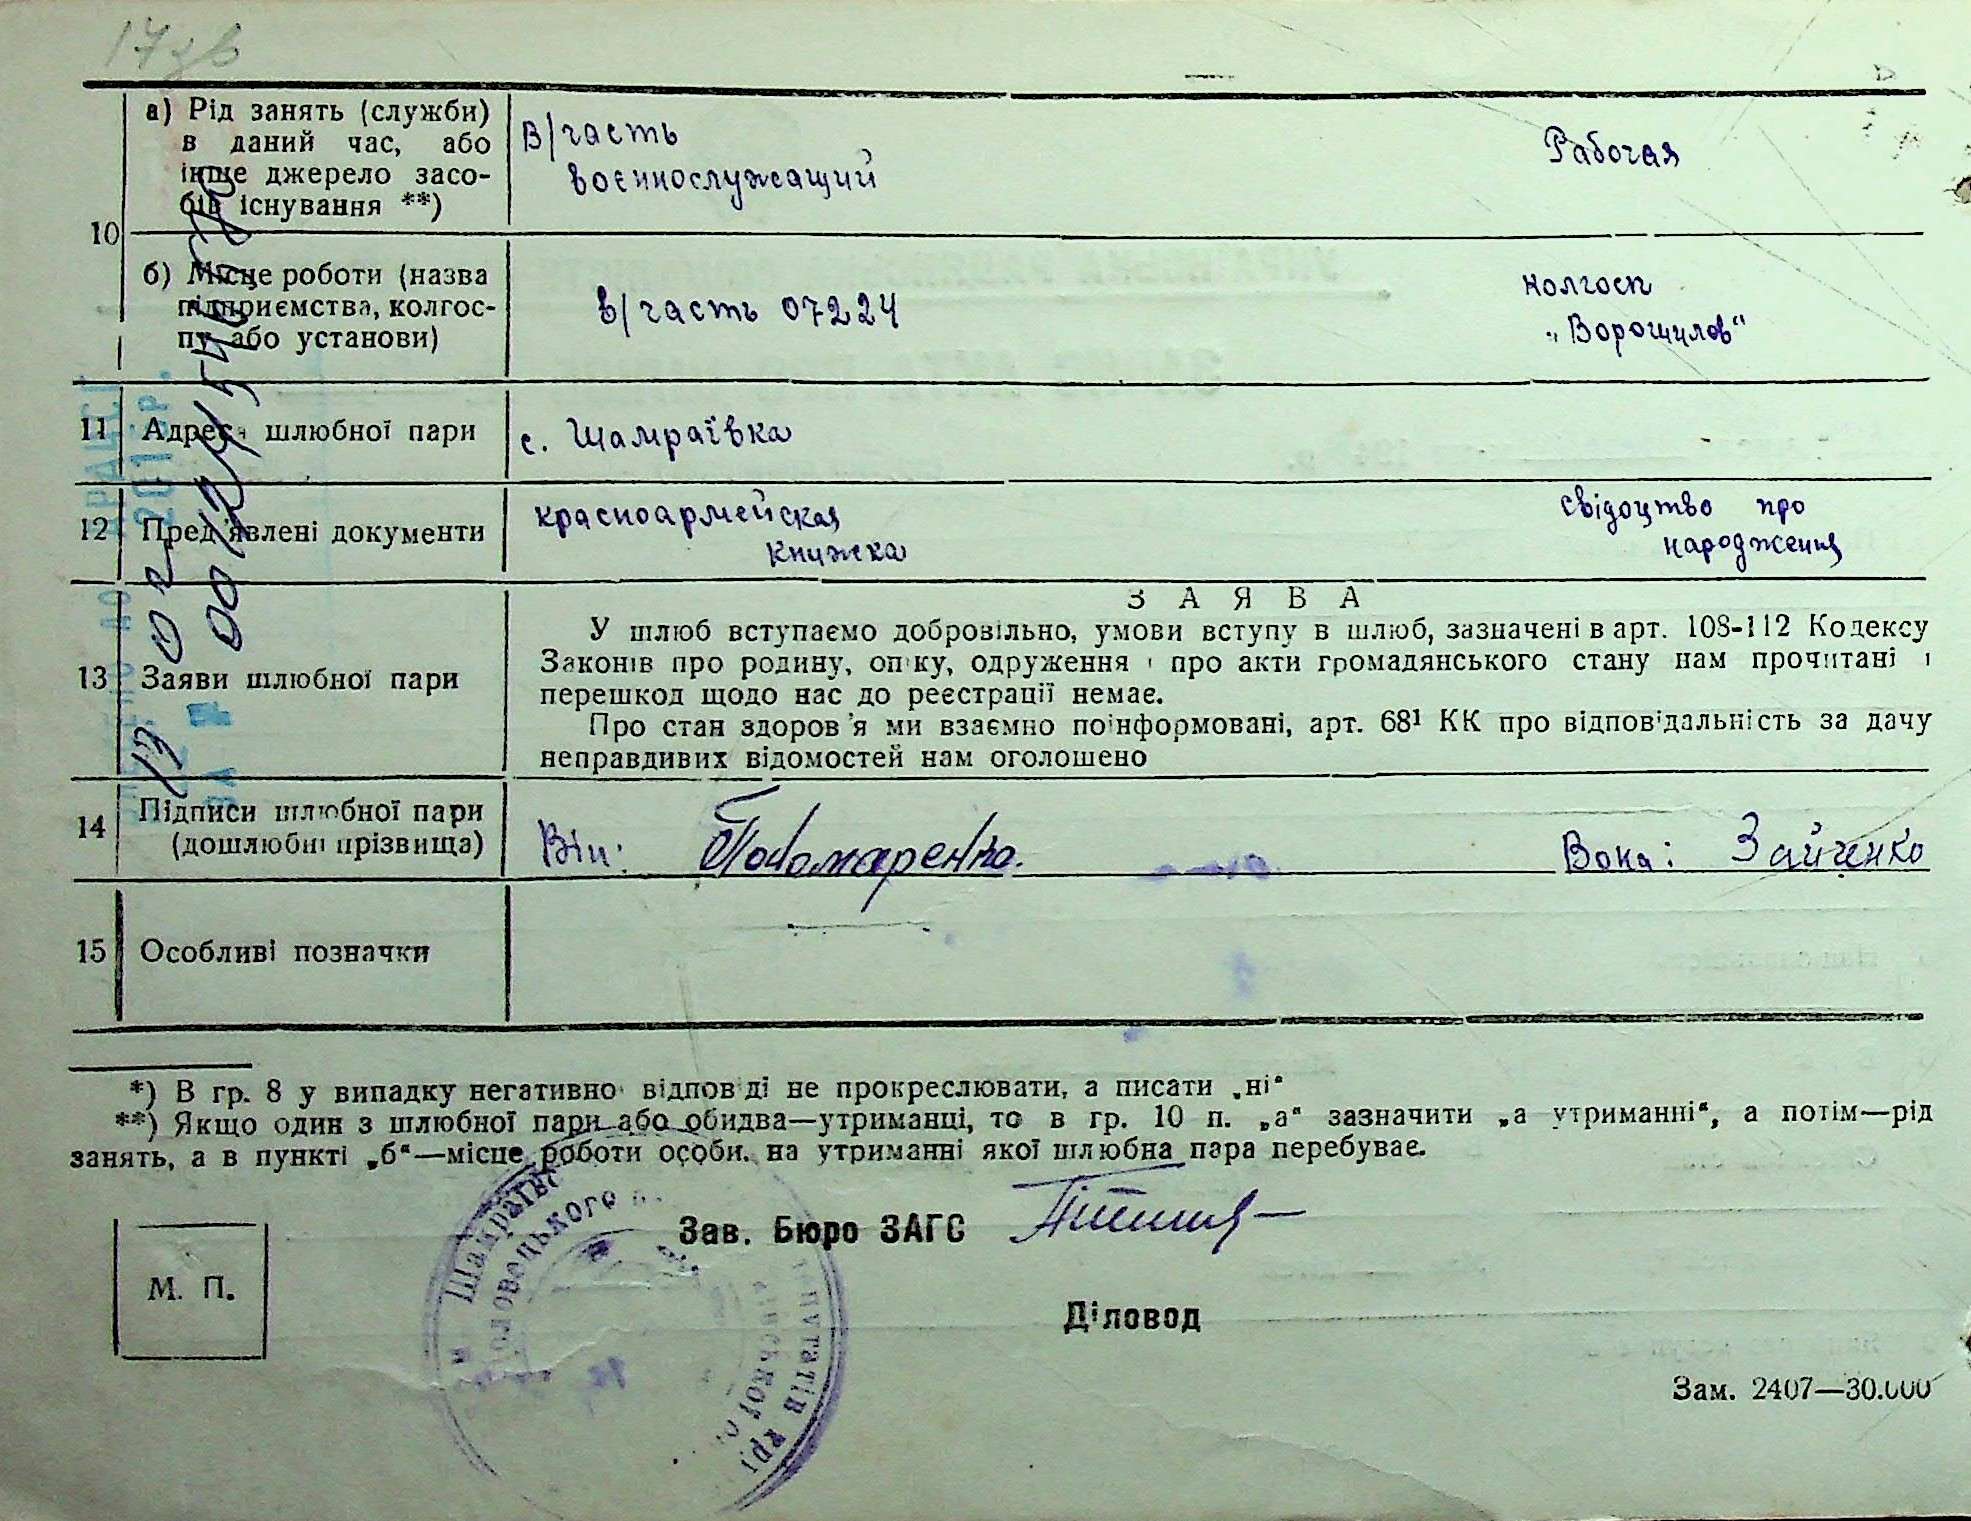 17зв
10
а) Рід занять (служби)
в даний час, або
інше джерело засо-
бів існування **)
В/часть
воєннослужащий
Рабочая
б) Місце роботи (назва
підприємства, колгос-
пу або установи)
в/часть 07224
колгосп
„Ворошилов"
11 Адреса шлюбної пари
с. Шамраївка
12 Пред'явлені документи
красноармейская
книжка
свідоцтво про
народження
13 Заяви шлюбної пари
ЗАЯВА
У шлюб вступаємо добровільно, умови вступу в шлюб, зазначені в арт. 108-112 Кодексу
Законів про родину, опіку, одруження і про акти громадянського стану нам прочитані і
перешкод щодо нас до реєстрації немає.
Про стан здоров'я ми взаємно поінформовані, арт. 68¹ КК про відповідальність за дачу
неправдивих відомостей нам оголошено
14 Підписи шлюбної пари
(дошлюбні прізвища)
Він: Пономаренко.
Вона: Зайченко
15 Особливі позначки
*) В гр. 8 у випадку негативної відповіді не прокреслювати, а писати „ні"
**) Якщо один з шлюбної пари або обидва—утриманці, то в гр. 10 п. „а" зазначити „а утриманні", а потім—рід
занять, а в пункті „б"—місце роботи особи, на утриманні якої шлюбна пара перебуває.
Зав. Бюро ЗАГС
М. П.
Діловод
Зам. 2407—30.000